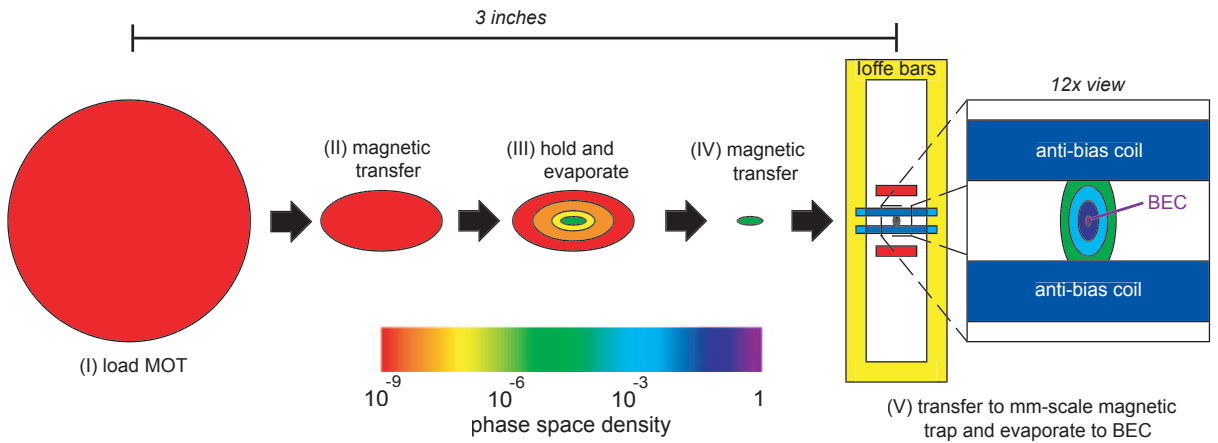 3 inches
Ioffe bars
12x view
(II) magnetic
transfer
(III) hold and
evaporate
(IV) magnetic
transfer
anti-bias coil
BEC
anti-bias coil
(I) load MOT
10^-9 10^-6 10^-3 1
phase space density
(V) transfer to mm-scale magnetic
trap and evaporate to BEC